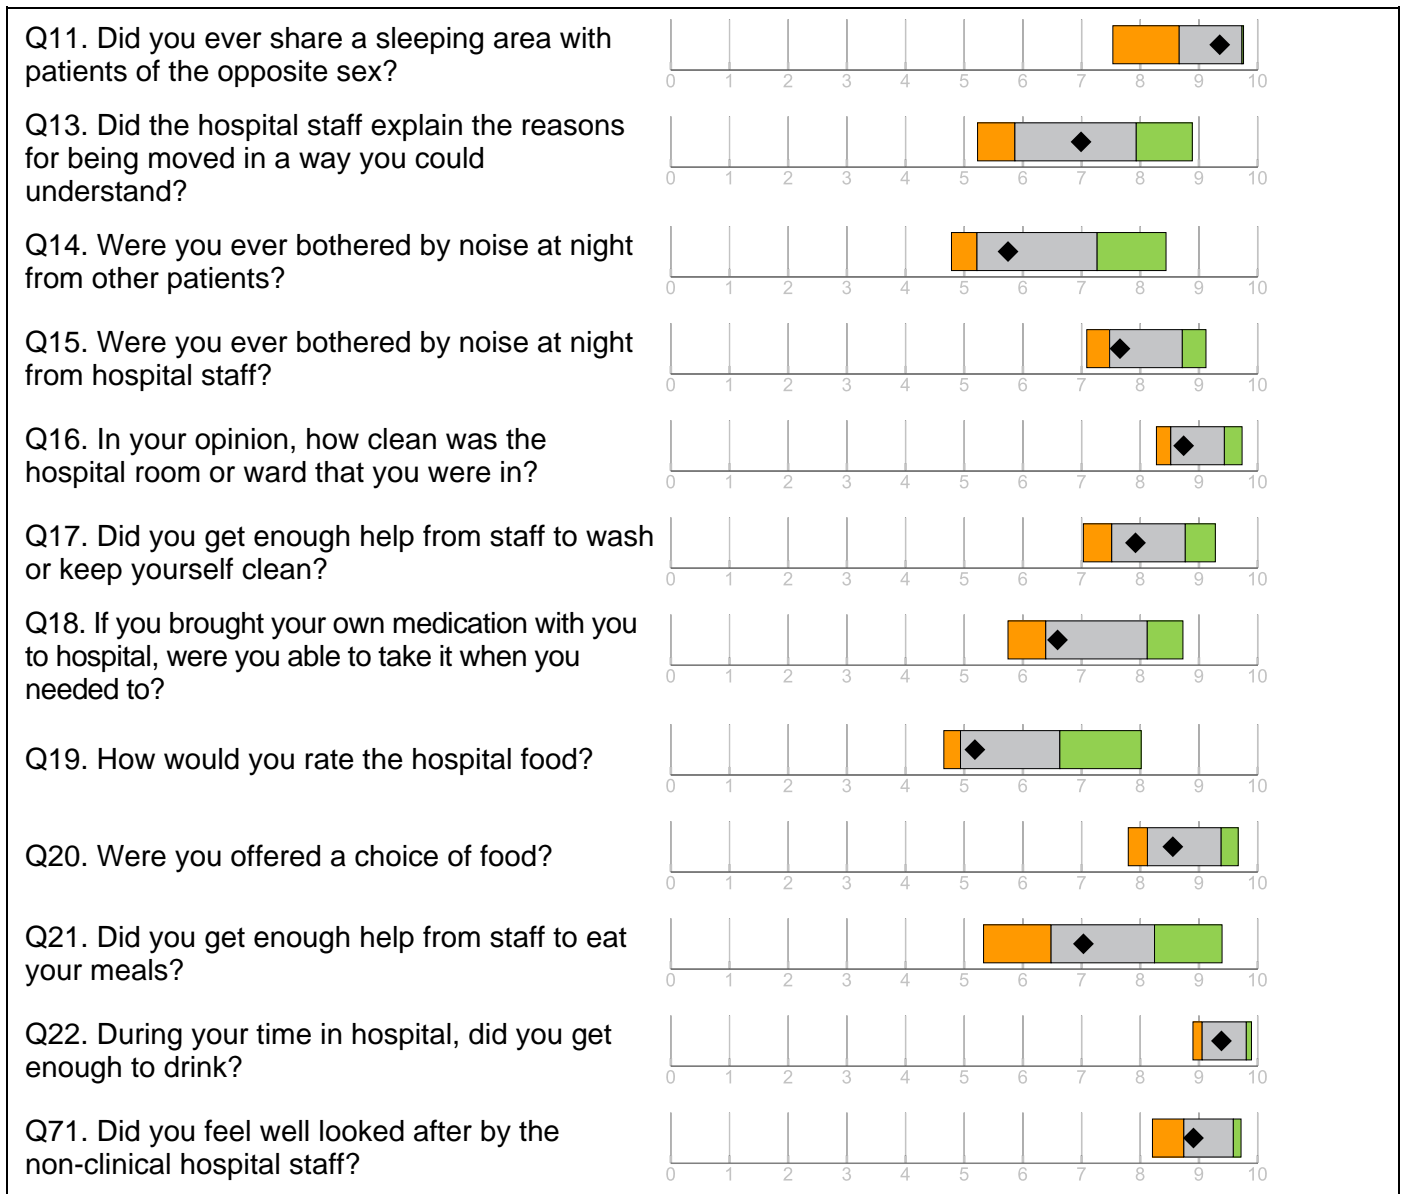 Q11. Did you ever share a sleeping area with
patients of the opposite sex?
0 1 2 3 4 5 6 7 8 9 10
Q13. Did the hospital staff explain the reasons
for being moved in a way you could
understand?
0 1 2 3 4 5 6 7 8 9 10
Q14. Were you ever bothered by noise at night
from other patients?
0 1 2 3 4 5 6 7 8 9 10
Q15. Were you ever bothered by noise at night
from hospital staff?
0 1 2 3 4 5 6 7 8 9 10
Q16. In your opinion, how clean was the
hospital room or ward that you were in?
0 1 2 3 4 5 6 7 8 9 10
Q17. Did you get enough help from staff to wash
or keep yourself clean?
0 1 2 3 4 5 6 7 8 9 10
Q18. If you brought your own medication with you
to hospital, were you able to take it when you
needed to?
0 1 2 3 4 5 6 7 8 9 10
Q19. How would you rate the hospital food?
0 1 2 3 4 5 6 7 8 9 10
Q20. Were you offered a choice of food?
0 1 2 3 4 5 6 7 8 9 10
Q21. Did you get enough help from staff to eat
your meals?
0 1 2 3 4 5 6 7 8 9 10
Q22. During your time in hospital, did you get
enough to drink?
0 1 2 3 4 5 6 7 8 9 10
Q71. Did you feel well looked after by the
non-clinical hospital staff?
0 1 2 3 4 5 6 7 8 9 10